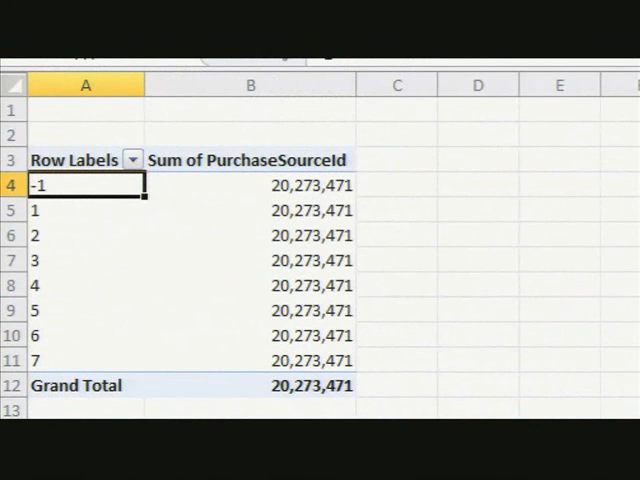 A B C D E
1
2
3 Row Labels Sum of PurchaseSourceId
4 -1 20,273,471
5 1 20,273,471
6 2 20,273,471
7 3 20,273,471
8 4 20,273,471
9 5 20,273,471
10 6 20,273,471
11 7 20,273,471
12 Grand Total 20,273,471
13